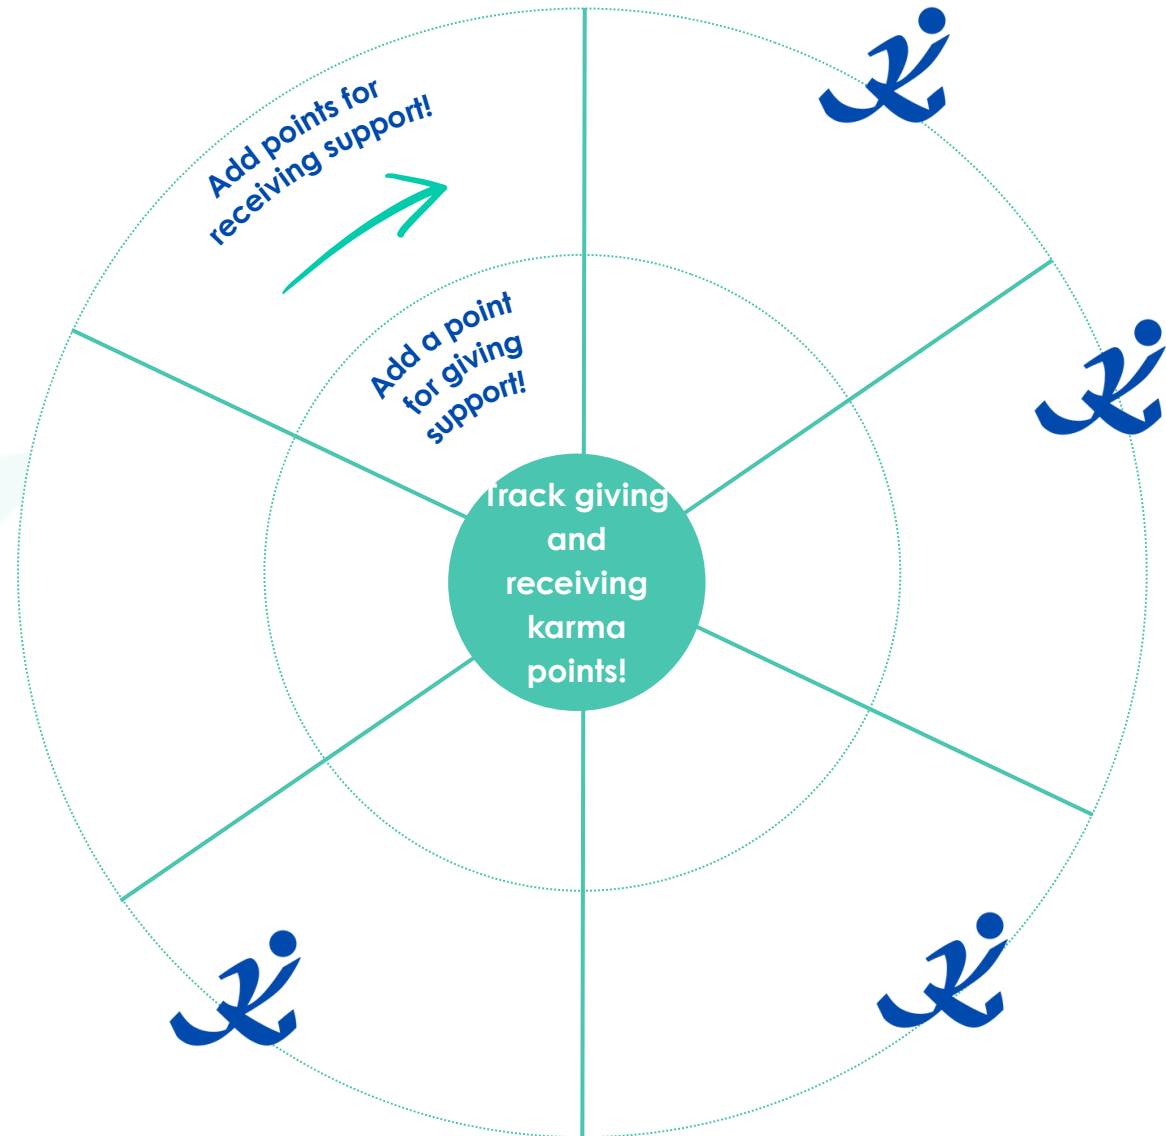 Add points for
receiving support!
Add a point
for giving
support!
Track giving
and
receiving
karma
points!